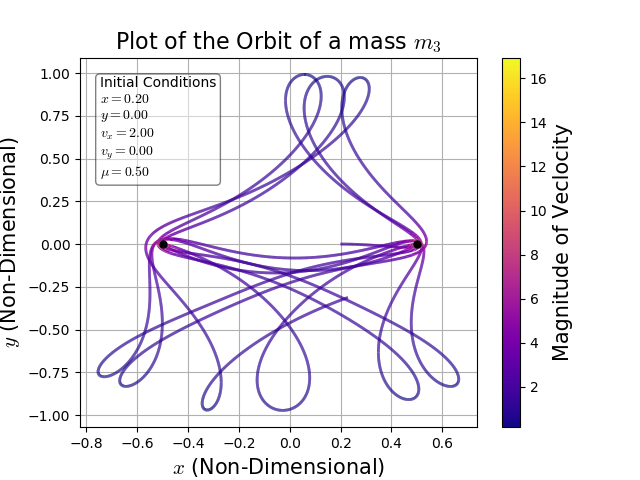 Plot of the Orbit of a mass m₃
Initial Conditions
x = 0.20
y = 0.00
vₓ = 2.00
v_y = 0.00
μ = 0.50
1.00
0.75
0.50
0.25
0.00
−0.25
−0.50
−0.75
−1.00
y (Non-Dimensional)
−0.8 −0.6 −0.4 −0.2 0.0 0.2 0.4 0.6
x (Non-Dimensional)
16
14
12
10
8
6
4
2
Magnitude of Veclocity